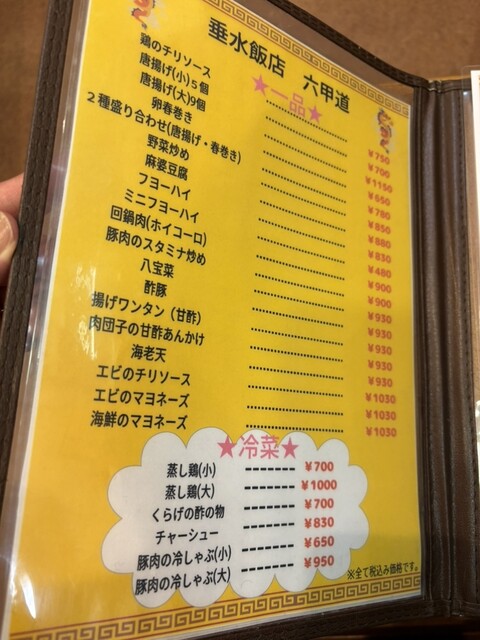 垂水飯店 六甲道
★一品★
鶏のチリソース ¥750
唐揚げ(小)5個 ¥700
唐揚げ(大)9個 ¥1150
卵春巻き ¥650
2種盛り合わせ(唐揚げ・春巻き) ¥780
野菜炒め ¥850
麻婆豆腐 ¥880
フヨーハイ ¥830
ミニフヨーハイ ¥480
回鍋肉(ホイコーロ) ¥900
豚肉のスタミナ炒め ¥900
八宝菜 ¥930
酢豚 ¥930
揚げワンタン(甘酢) ¥930
肉団子の甘酢あんかけ ¥930
海老天 ¥930
エビのチリソース ¥1030
エビのマヨネーズ ¥1030
海鮮のマヨネーズ ¥1030
★冷菜★
蒸し鶏(小) ------- ¥700
蒸し鶏(大) ------- ¥1000
くらげの酢の物 ------- ¥700
チャーシュー ------- ¥830
豚肉の冷しゃぶ(小) ------- ¥650
豚肉の冷しゃぶ(大) ------- ¥950
※全て税込み価格です。